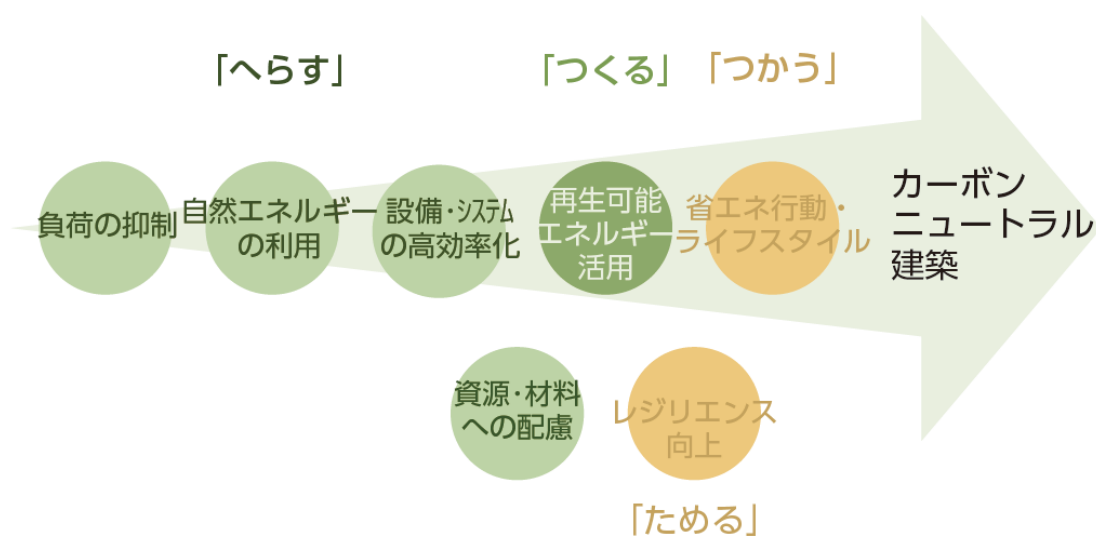 「へらす」
「つくる」
「つかう」
負荷の抑制
自然エネルギー
の利用
設備・システム
の高効率化
再生可能
エネルギー
活用
省エネ行動・
ライフスタイル
カーボン
ニュートラル
建築
資源・材料
への配慮
レジリエンス
向上
「ためる」